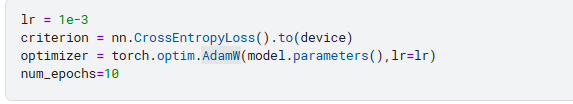 lr = 1e-3
criterion = nn.CrossEntropyLoss().to(device)
optimizer = torch.optim.AdamW(model.parameters(),lr=lr)
num_epochs=10